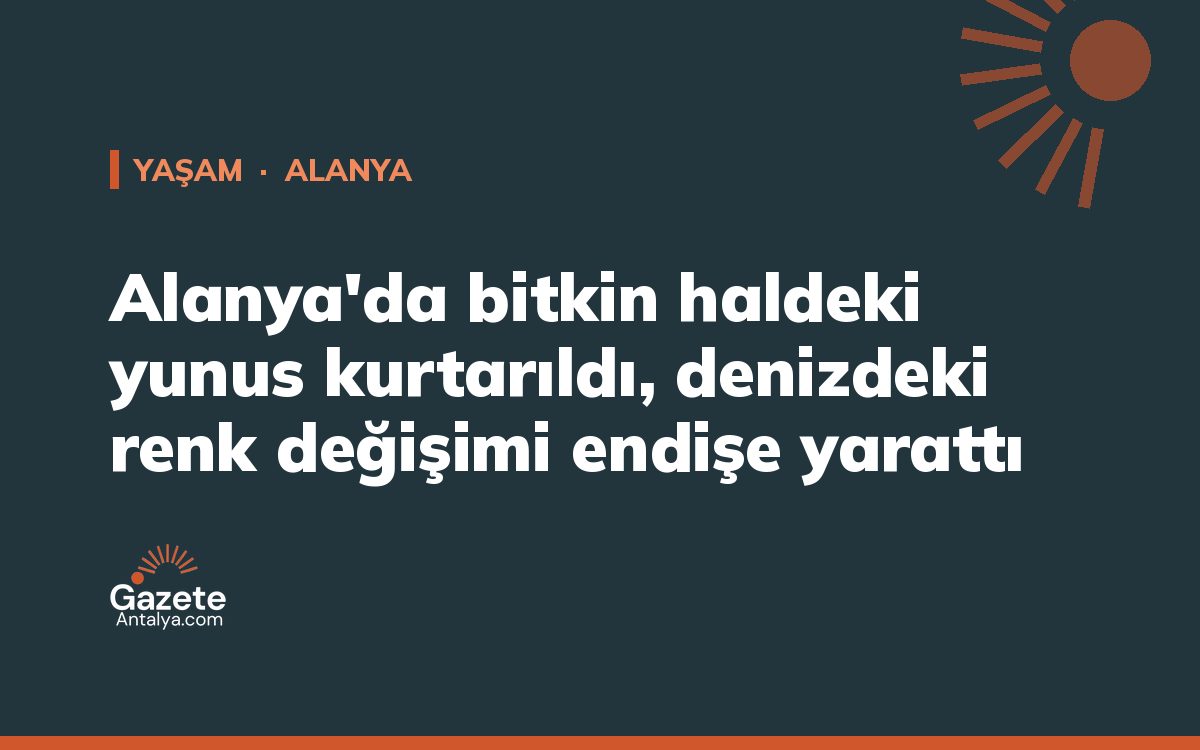 YAŞAM · ALANYA
Alanya'da bitkin haldeki
yunus kurtarıldı, denizdeki
renk değişimi endişe yarattı
Gazete
Antalya.com